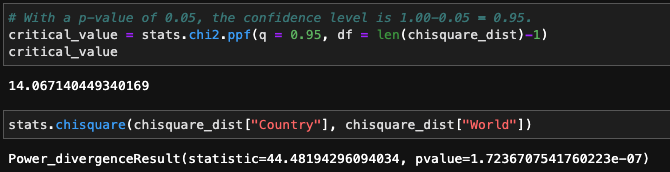 # With a p-value of 0.05, the confidence level is 1.00-0.05 = 0.95.
critical_value = stats.chi2.ppf(q = 0.95, df = len(chisquare_dist)-1)
critical_value
14.067140449340169
stats.chisquare(chisquare_dist["Country"], chisquare_dist["World"])
Power_divergenceResult(statistic=44.48194296094034, pvalue=1.7236707541760223e-07)